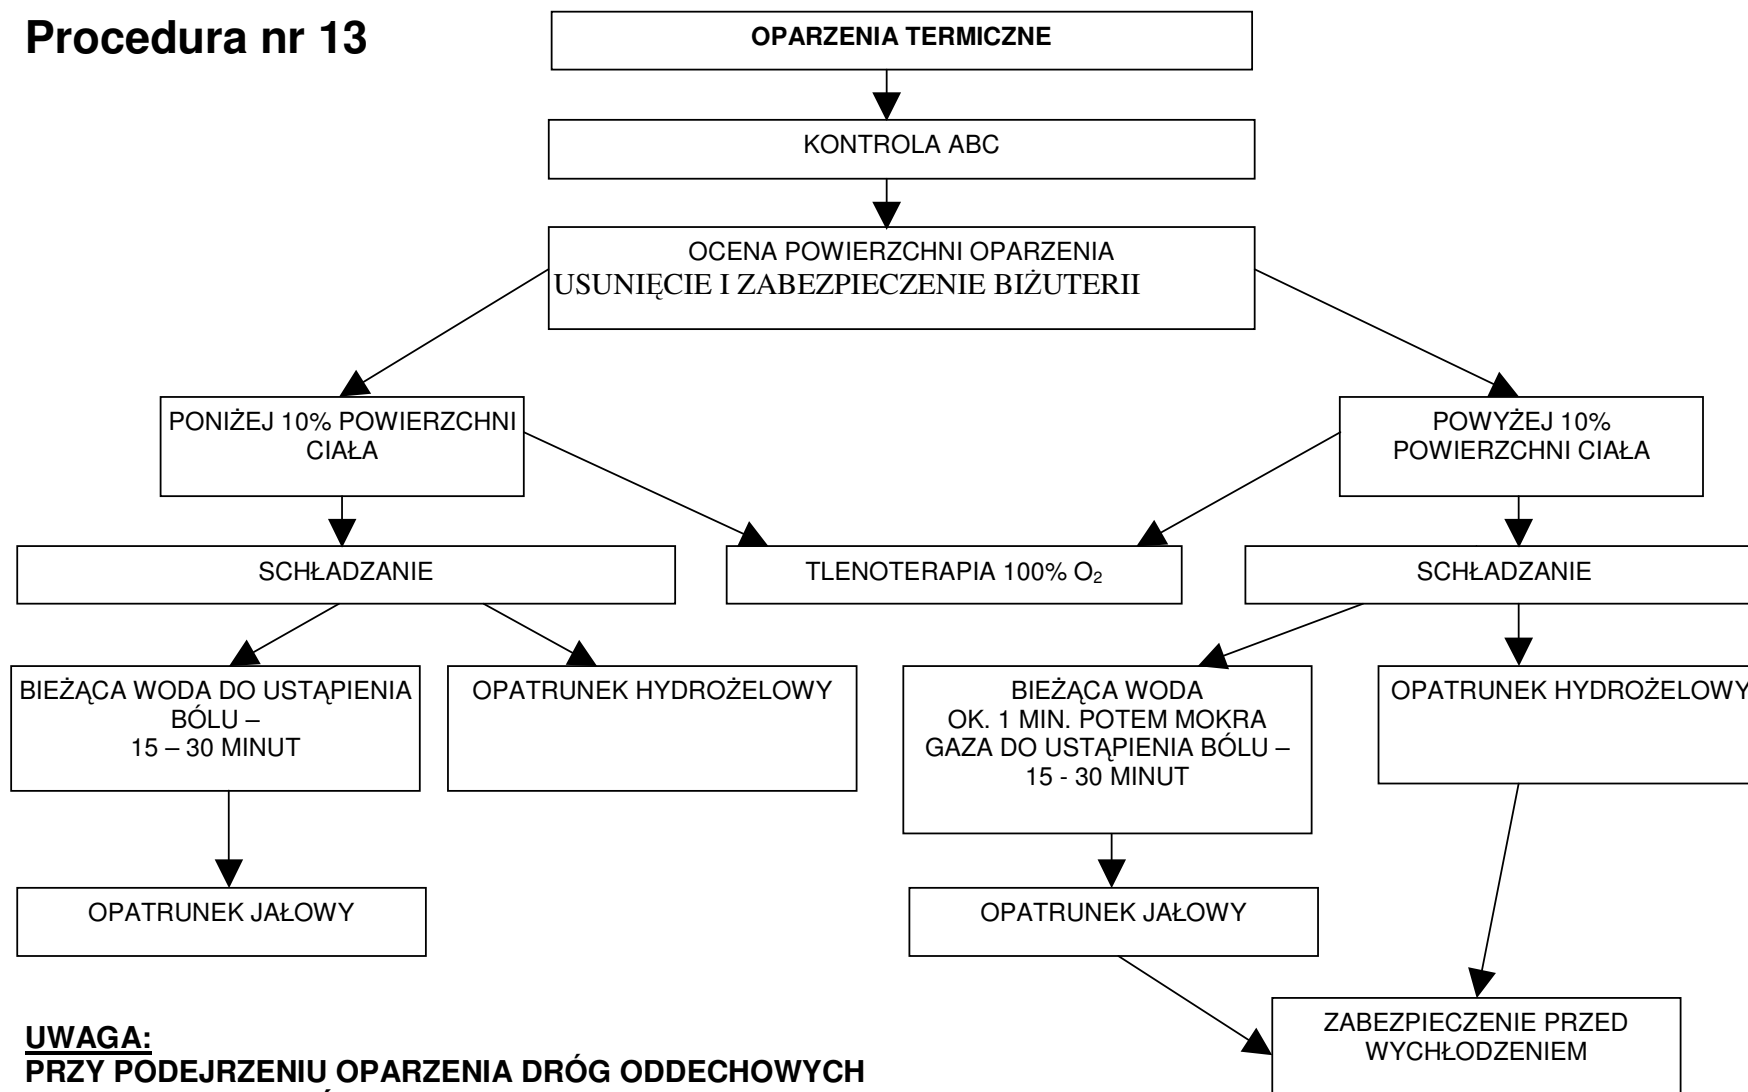 Procedura nr 13
OPARZENIA TERMICZNE
KONTROLA ABC
OCENA POWIERZCHNI OPARZENIA
USUNIĘCIE I ZABEZPIECZENIE BIŻUTERII
PONIŻEJ 10% POWIERZCHNI
CIAŁA
POWYŻEJ 10%
POWIERZCHNI CIAŁA
SCHŁADZANIE
TLENOTERAPIA 100% O₂
SCHŁADZANIE
BIEŻĄCA WODA DO USTĄPIENIA
BÓLU –
15 – 30 MINUT
OPATRUNEK HYDROŻELOWY
BIEŻĄCA WODA
OK. 1 MIN. POTEM MOKRA
GAZA DO USTĄPIENIA BÓLU –
15 - 30 MINUT
OPATRUNEK HYDROŻELOWY
OPATRUNEK JAŁOWY
OPATRUNEK JAŁOWY
ZABEZPIECZENIE PRZED
WYCHŁODZENIEM
UWAGA:
PRZY PODEJRZENIU OPARZENIA DRÓG ODDECHOWYCH